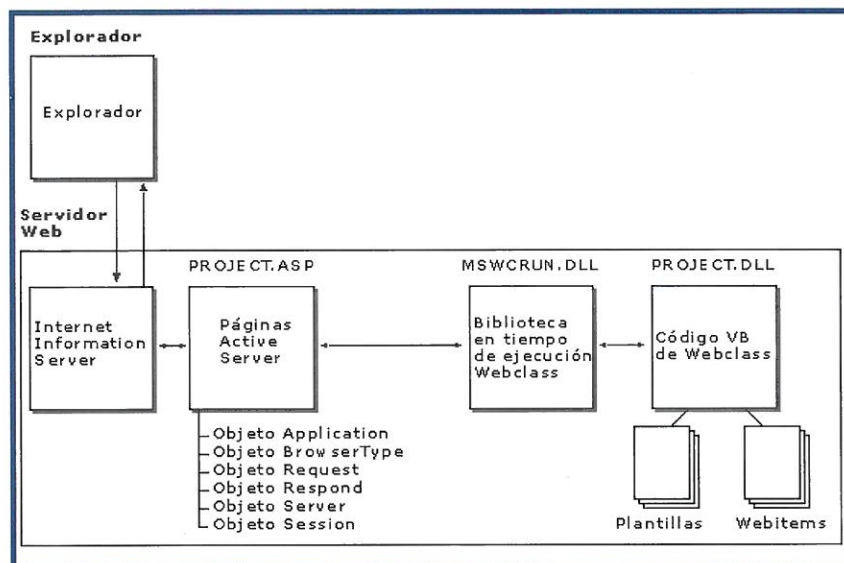 Explorador
Explorador
Servidor
Web
PROJECT.ASP
MSWCRUN.DLL
PROJECT.DLL
Internet
Information
Server
Páginas
Active
Server
Biblioteca
en tiempo
de ejecución
Webclass
Código VB
de Webclass
Objeto Application
Objeto BrowserType
Objeto Request
Objeto Respond
Objeto Server
Objeto Session
Plantillas
Webitems